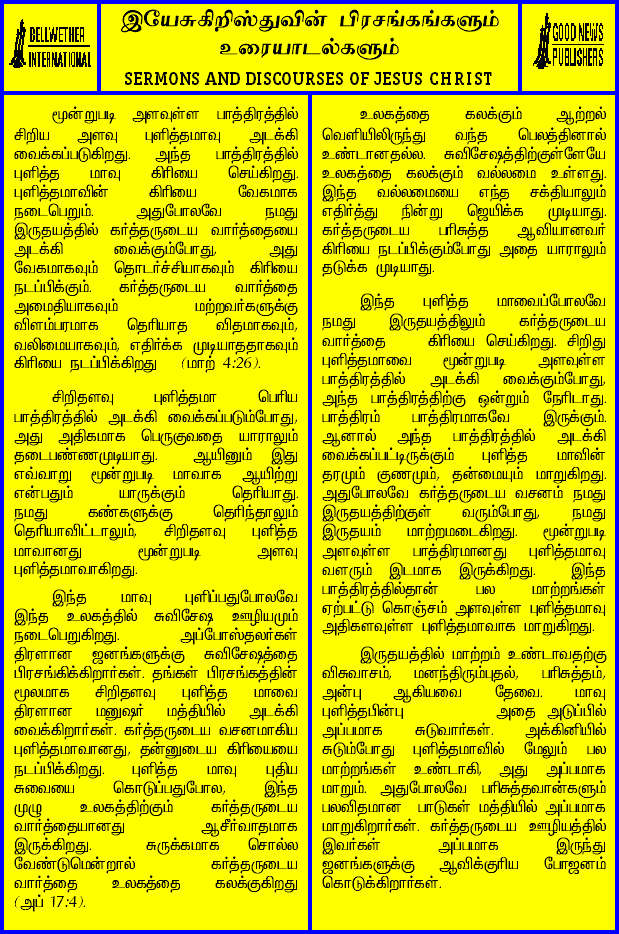 BELLWETHER
INTERNATIONAL
இயேசுகிறிஸ்துவின் பிரசங்கங்களும்
உரையாடல்களும்
SERMONS AND DISCOURSES OF JESUS CHRIST
GOOD NEWS
PUBLISHERS
மூன்றுபடி அளவுள்ள பாத்திரத்தில்
சிறிய அளவு புளித்தமாவு அடக்கி
வைக்கப்படுகிறது. அந்த பாத்திரத்தில்
புளித்த மாவு கிரியை செய்கிறது.
புளித்தமாவின் கிரியை வேகமாக
நடைபெறும். அதுபோலவே நமது
இருதயத்தில் கர்த்தருடைய வார்த்தையை
அடக்கி வைக்கும்போது, அது
வேகமாகவும் தொடர்ச்சியாகவும் கிரியை
நடப்பிக்கும். கர்த்தருடைய வார்த்தை
அமைதியாகவும் மற்றவர்களுக்கு
விளம்பரமாக தெரியாத விதமாகவும்,
வலிமையாகவும், எதிர்க்க முடியாததாகவும்
கிரியை நடப்பிக்கிறது (மாற் 4:26).
சிறிதளவு புளித்தமா பெரிய
பாத்திரத்தில் அடக்கி வைக்கப்படும்போது,
அது அதிகமாக பெருகுவதை யாராலும்
தடைபண்ணமுடியாது. ஆயினும் இது
எவ்வாறு மூன்றுபடி மாவாக ஆயிற்று
என்பதும் யாருக்கும் தெரியாது.
நமது கண்களுக்கு தெரிந்தாலும்
தெரியாவிட்டாலும், சிறிதளவு புளித்த
மாவானது மூன்றுபடி அளவு
புளித்தமாவாகிறது.
இந்த மாவு புளிப்பதுபோலவே
இந்த உலகத்தில் சுவிசேஷ ஊழியமும்
நடைபெறுகிறது. அப்போஸ்தலர்கள்
திரளான ஜனங்களுக்கு சுவிசேஷத்தை
பிரசங்கிக்கிறார்கள். தங்கள் பிரசங்கத்தின்
மூலமாக சிறிதளவு புளித்த மாவை
திரளான மனுஷர் மத்தியில் அடக்கி
வைக்கிறார்கள். கர்த்தருடைய வசனமாகிய
புளித்தமாவானது, தன்னுடைய கிரியையை
நடப்பிக்கிறது. புளித்த மாவு புதிய
சுவையை கொடுப்பதுபோல, இந்த
முழு உலகத்திற்கும் கர்த்தருடைய
வார்த்தையானது ஆசீர்வாதமாக
இருக்கிறது. சுருக்கமாக சொல்ல
வேண்டுமென்றால் கர்த்தருடைய
வார்த்தை உலகத்தை கலக்குகிறது
(அப் 17:4).
உலகத்தை கலக்கும் ஆற்றல்
வெளியிலிருந்து வந்த பெலத்தினால்
உண்டானதல்ல. சுவிசேஷத்திற்குள்ளேயே
உலகத்தை கலக்கும் வல்லமை உள்ளது.
இந்த வல்லமையை எந்த சக்தியாலும்
எதிர்த்து நின்று ஜெயிக்க முடியாது.
கர்த்தருடைய பரிசுத்த ஆவியானவர்
கிரியை நடப்பிக்கும்போது அதை யாராலும்
தடுக்க முடியாது.
இந்த புளித்த மாவைப்போலவே
நமது இருதயத்திலும் கர்த்தருடைய
வார்த்தை கிரியை செய்கிறது. சிறிது
புளித்தமாவை மூன்றுபடி அளவுள்ள
பாத்திரத்தில் அடக்கி வைக்கும்போது,
அந்த பாத்திரத்திற்கு ஒன்றும் நேரிடாது.
பாத்திரம் பாத்திரமாகவே இருக்கும்.
ஆனால் அந்த பாத்திரத்தில் அடக்கி
வைக்கப்பட்டிருக்கும் புளித்த மாவின்
தரமும் குணமும், தன்மையும் மாறுகிறது.
அதுபோலவே கர்த்தருடைய வசனம் நமது
இருதயத்திற்குள் வரும்போது, நமது
இருதயம் மாற்றமடைகிறது. மூன்றுபடி
அளவுள்ள பாத்திரமானது புளித்தமாவு
வளரும் இடமாக இருக்கிறது. இந்த
பாத்திரத்தில்தான் பல மாற்றங்கள்
ஏற்பட்டு கொஞ்சம் அளவுள்ள புளித்தமாவு
அதிகளவுள்ள புளித்தமாவாக மாறுகிறது.
இருதயத்தில் மாற்றம் உண்டாவதற்கு
விசுவாசம், மனந்திரும்புதல், பரிசுத்தம்,
அன்பு ஆகியவை தேவை. மாவு
புளித்தபின்பு அதை அடுப்பில்
அப்பமாக சுடுவார்கள். அக்கினியில்
சுடும்போது புளித்தமாவில் மேலும் பல
மாற்றங்கள் உண்டாகி, அது அப்பமாக
மாறும். அதுபோலவே பரிசுத்தவான்களும்
பலவிதமான பாடுகள் மத்தியில் அப்பமாக
மாறுகிறார்கள். கர்த்தருடைய ஊழியத்தில்
இவர்கள் அப்பமாக இருந்து
ஜனங்களுக்கு ஆவிக்குரிய போஜனம்
கொடுக்கிறார்கள்.